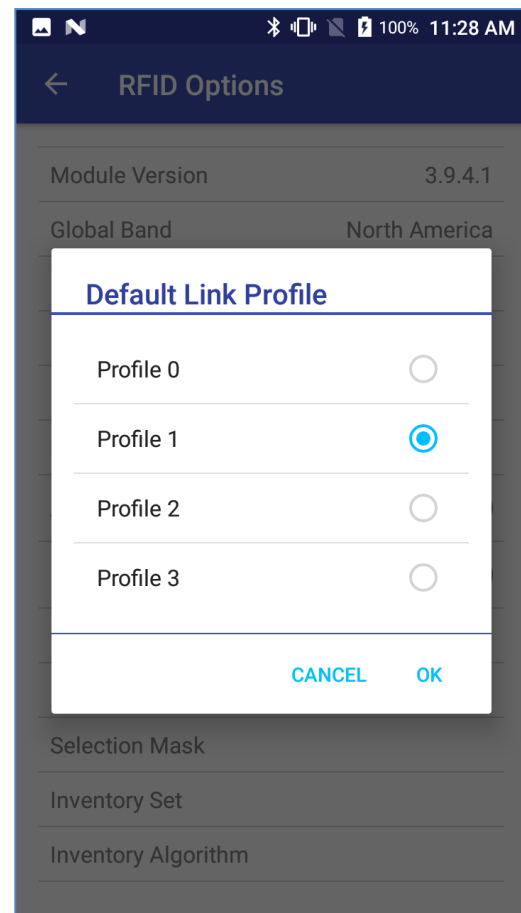 100% 11:28 AM
RFID Options
Module Version 3.9.4.1
Global Band North America
Default Link Profile
Profile 0
Profile 1
Profile 2
Profile 3
CANCEL OK
Selection Mask
Inventory Set
Inventory Algorithm